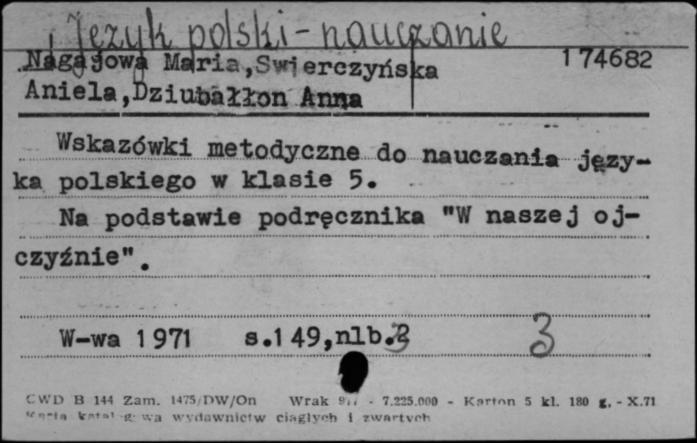 Język polski - nauczanie
Nagajowa Maria,Swierczyńska 174682
Aniela,Dziubałłon Anna
Wskazówki metodyczne do nauczania języ-
ka polskiego w klasie 5.
Na podstawie podręcznika "W naszej oj-
czyźnie".
W-wa 1971 s.149,nlb.3 3
CWD B 144 Zam. 1475/DW/On Wrak - 7.225.000 - Karton 5 kl. 180 g. - X.71
Karta katalogowa wydawnictw ciągłych i zwartych